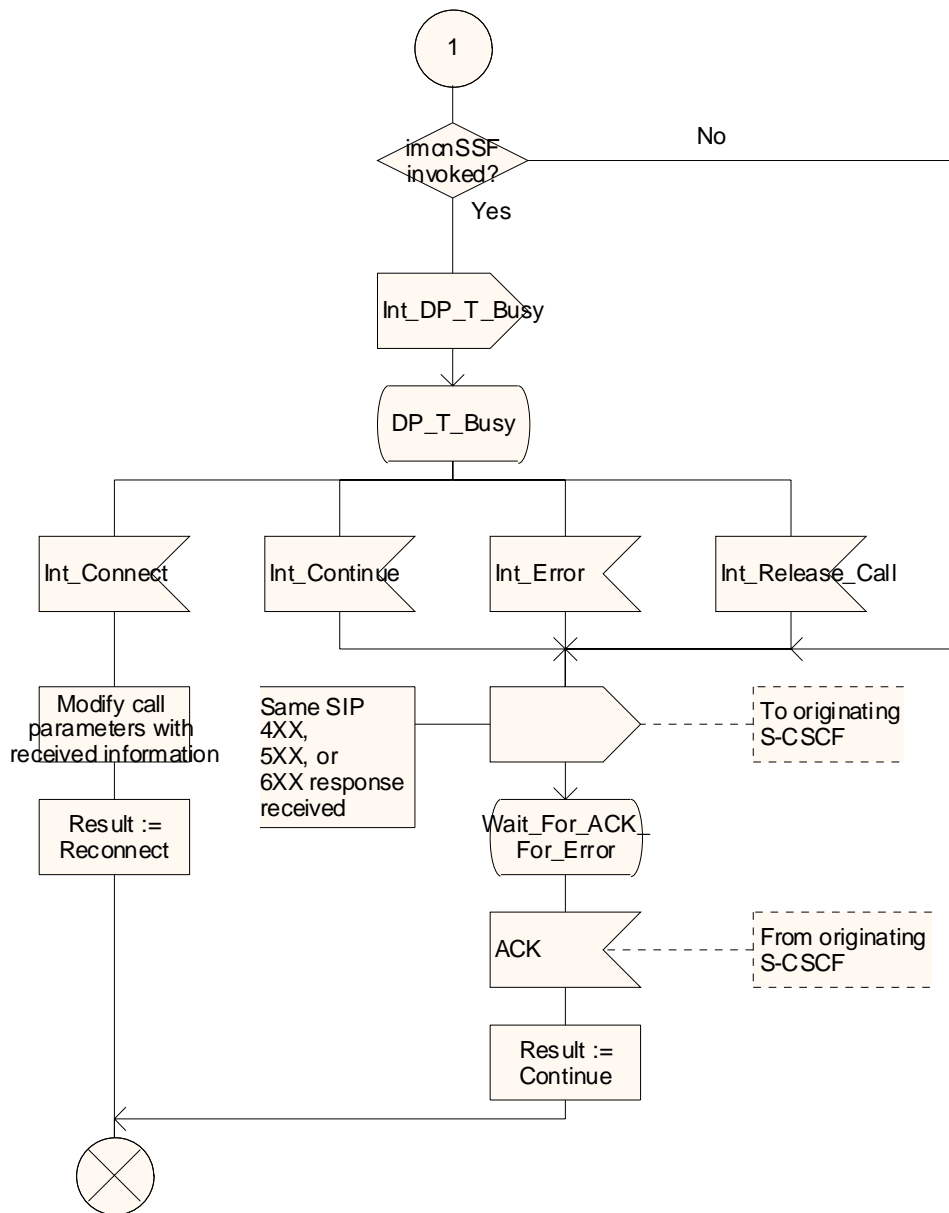 1
imcnSSF
invoked?
No
Yes
Int_DP_T_Busy
DP_T_Busy
Int_Connect
Int_Continue
Int_Error
Int_Release_Call
Modify call
parameters with
received information
Same SIP
4XX,
5XX, or
6XX response
received
To originating
S-CSCF
Result :=
Reconnect
Wait_For_ACK_
For_Error
ACK
From originating
S-CSCF
Result :=
Continue